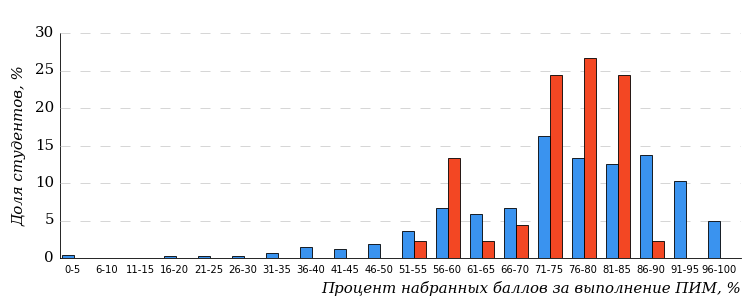 30
25
20
15
10
5
0
Доля студентов, %
0-5 6-10 11-15 16-20 21-25 26-30 31-35 36-40 41-45 46-50 51-55 56-60 61-65 66-70 71-75 76-80 81-85 86-90 91-95 96-100
Процент набранных баллов за выполнение ПИМ, %